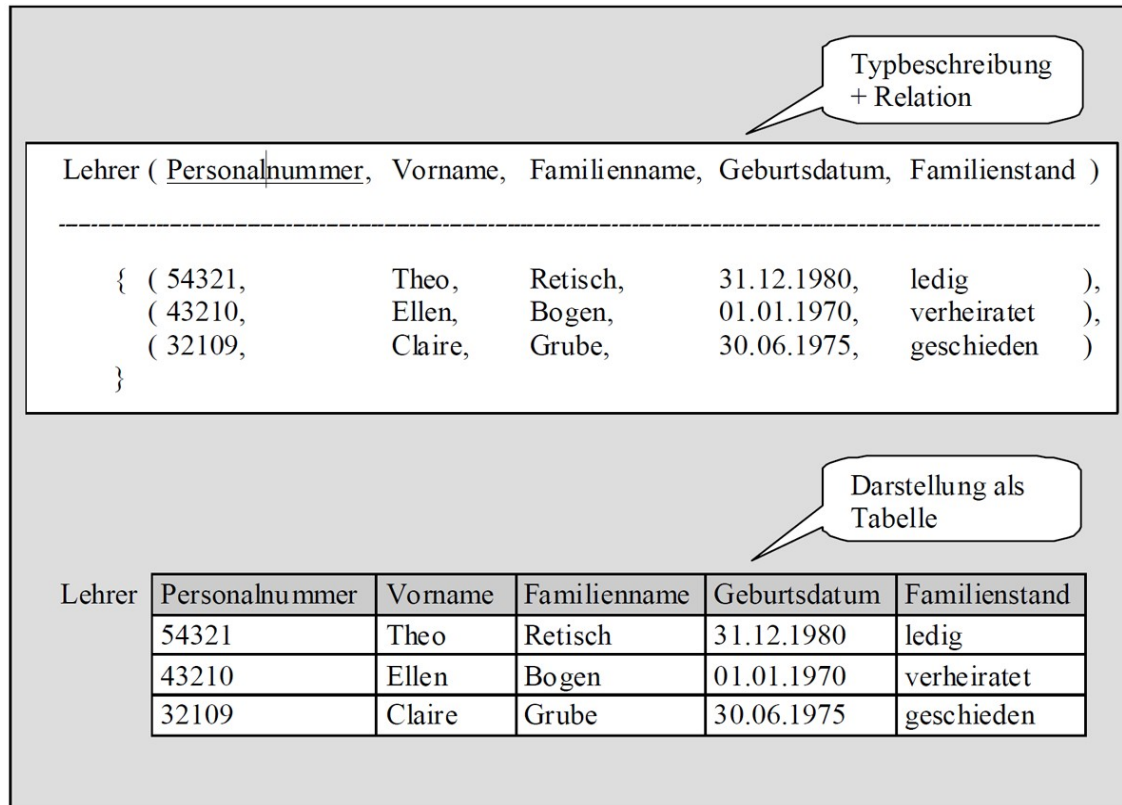 Typbeschreibung
+ Relation
Lehrer ( Personalnummer, Vorname, Familienname, Geburtsdatum, Familienstand )
{ ( 54321, Theo, Retisch, 31.12.1980, ledig ),
( 43210, Ellen, Bogen, 01.01.1970, verheiratet ),
( 32109, Claire, Grube, 30.06.1975, geschieden )
}
Darstellung als
Tabelle
Lehrer Personalnummer Vorname Familienname Geburtsdatum Familienstand
54321 Theo Retisch 31.12.1980 ledig
43210 Ellen Bogen 01.01.1970 verheiratet
32109 Claire Grube 30.06.1975 geschieden